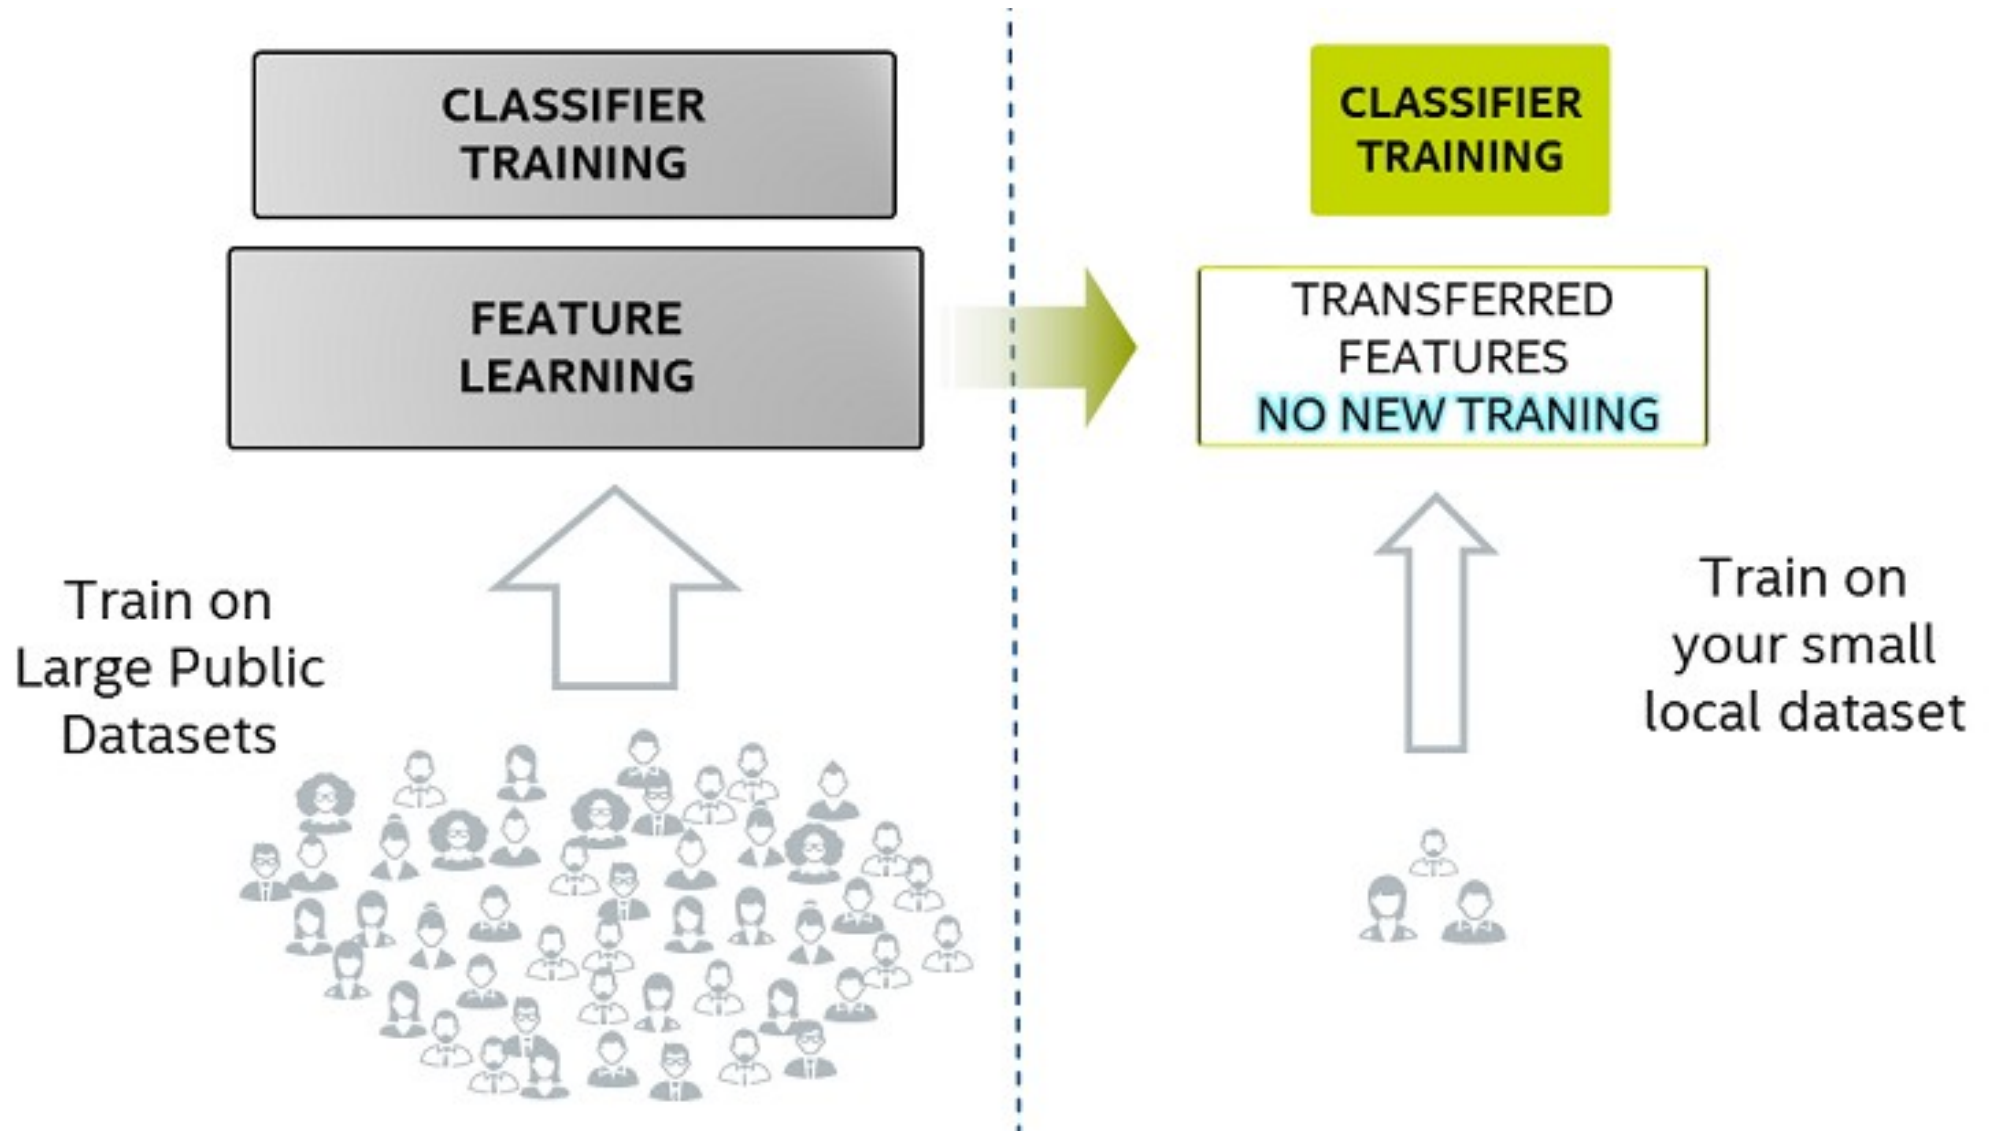 CLASSIFIER
TRAINING
FEATURE
LEARNING
Train on
Large Public
Datasets
CLASSIFIER
TRAINING
TRANSFERRED
FEATURES
NO NEW TRANING
Train on
your small
local dataset